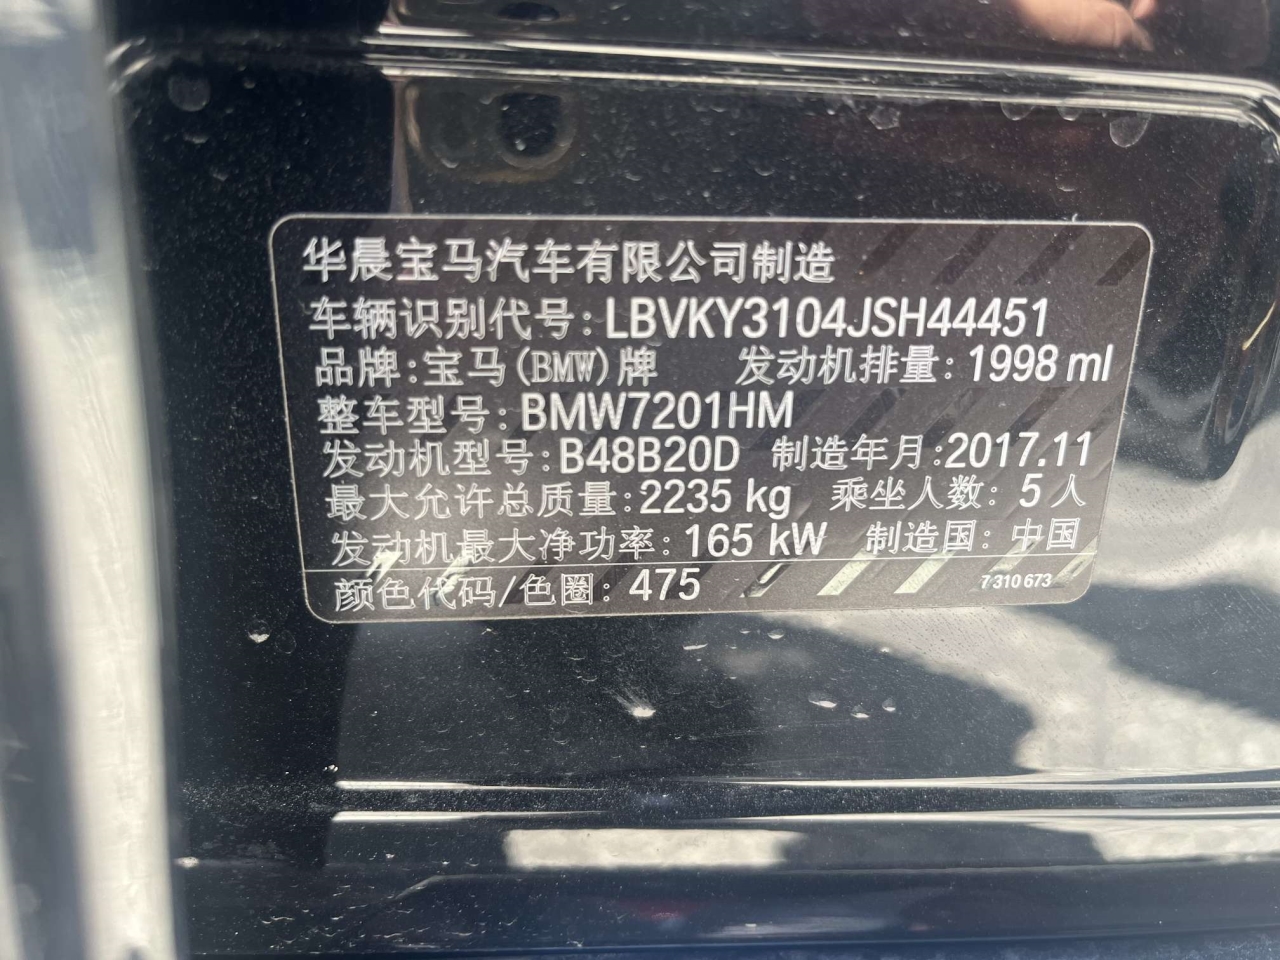 华晨宝马汽车有限公司制造
车辆识别代号: LBVKY3104JSH44451
品牌:宝马(BMW)牌 发动机排量: 1998 ml
整车型号: BMW7201HM
发动机型号: B48B20D 制造年月:2017.11
最大允许总质量:2235 kg 乘坐人数: 5 人
发动机最大净功率: 165 kW 制造国: 中国
颜色代码/色圈: 475 7310673